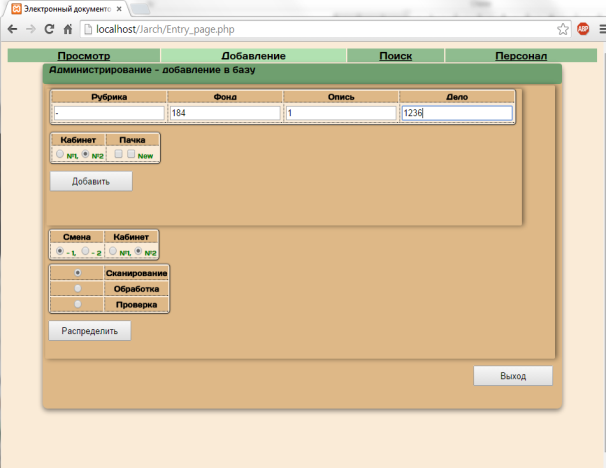 Электронный документо
localhost/Jarch/Entry_page.php
ABP
Просмотр Добавление Поиск Персонал
Администрирование - добавление в базу
Рубрика Фонд Опись Дело
- 184 1 1236
Кабинет Пачка
№1, №2 New
Добавить
Смена Кабинет
- 1, - 2 №1, №2
Сканирование
Обработка
Проверка
Распределить
Выход